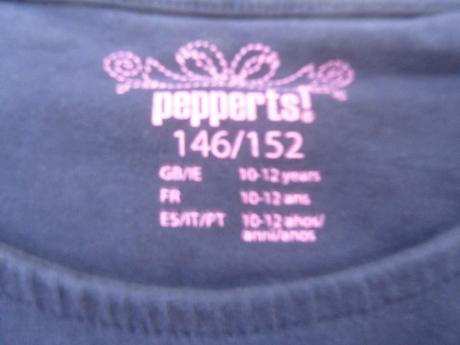 pepperts!
146/152
GB/IE 10-12 years
FR 10-12 ans
ES/IT/PT 10-12 años/
anni/anos